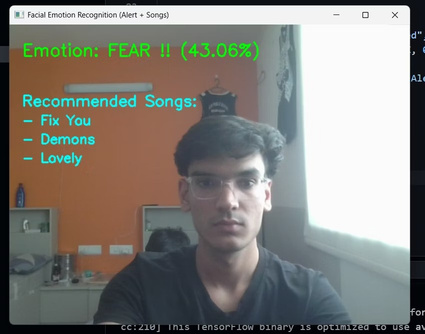 Facial Emotion Recognition (Alert + Songs)
Emotion: FEAR !! (43.06%)
Recommended Songs:
- Fix You
- Demons
- Lovely
cc:210] This TensorFlow binary is optimized to use av